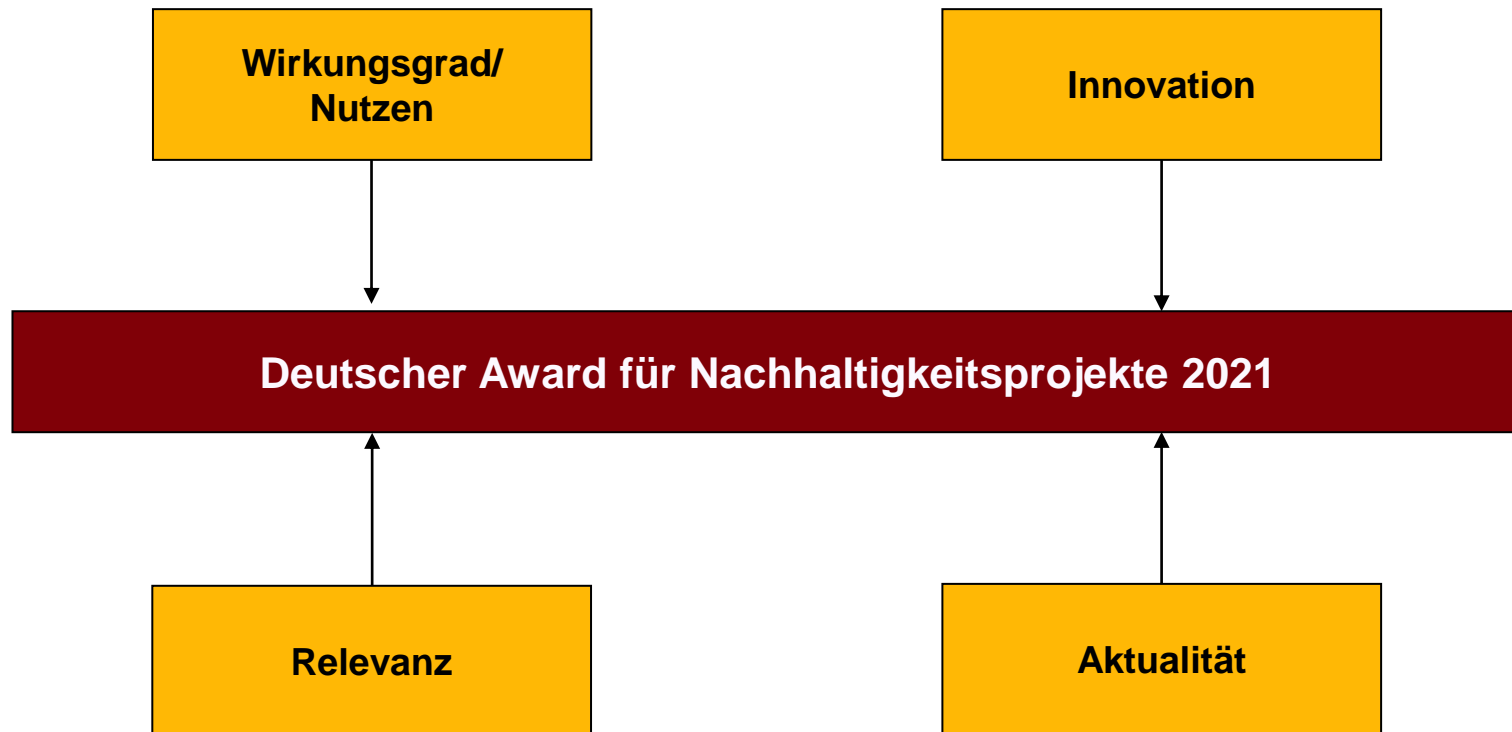 Wirkungsgrad/
Nutzen
Innovation
Deutscher Award für Nachhaltigkeitsprojekte 2021
Relevanz
Aktualität